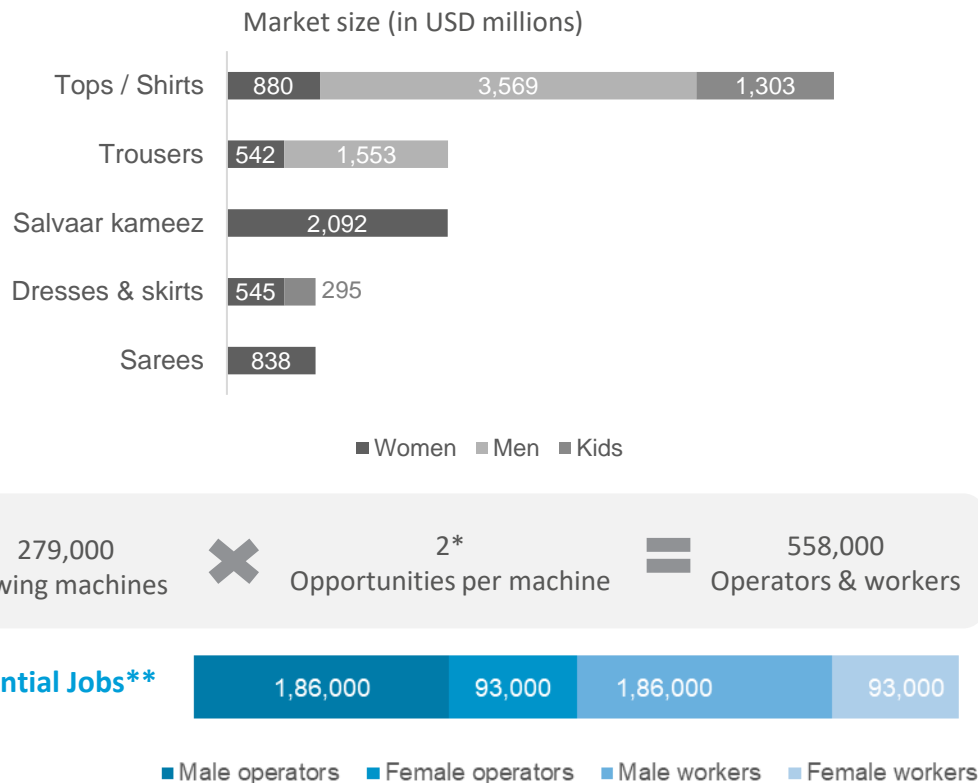 Market size (in USD millions)
Tops / Shirts 880 3,569 1,303
Trousers 542 1,553
Salvaar kameez 2,092
Dresses & skirts 545 295
Sarees 838
Women Men Kids
279,000 2* 558,000
machines Opportunities per machine Operators & workers
Jobs** 1,86,000 93,000 1,86,000 93,000
Male operators Female operators Male workers Female workers